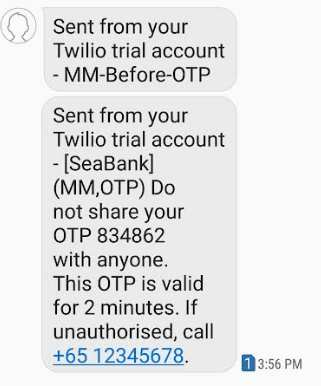 Sent from your
Twilio trial account
- MM-Before-OTP
Sent from your
Twilio trial account
- [SeaBank]
(MM,OTP) Do
not share your
OTP 834862
with anyone.
This OTP is valid
for 2 minutes. If
unauthorised, call
+65 12345678.
1 3:56 PM